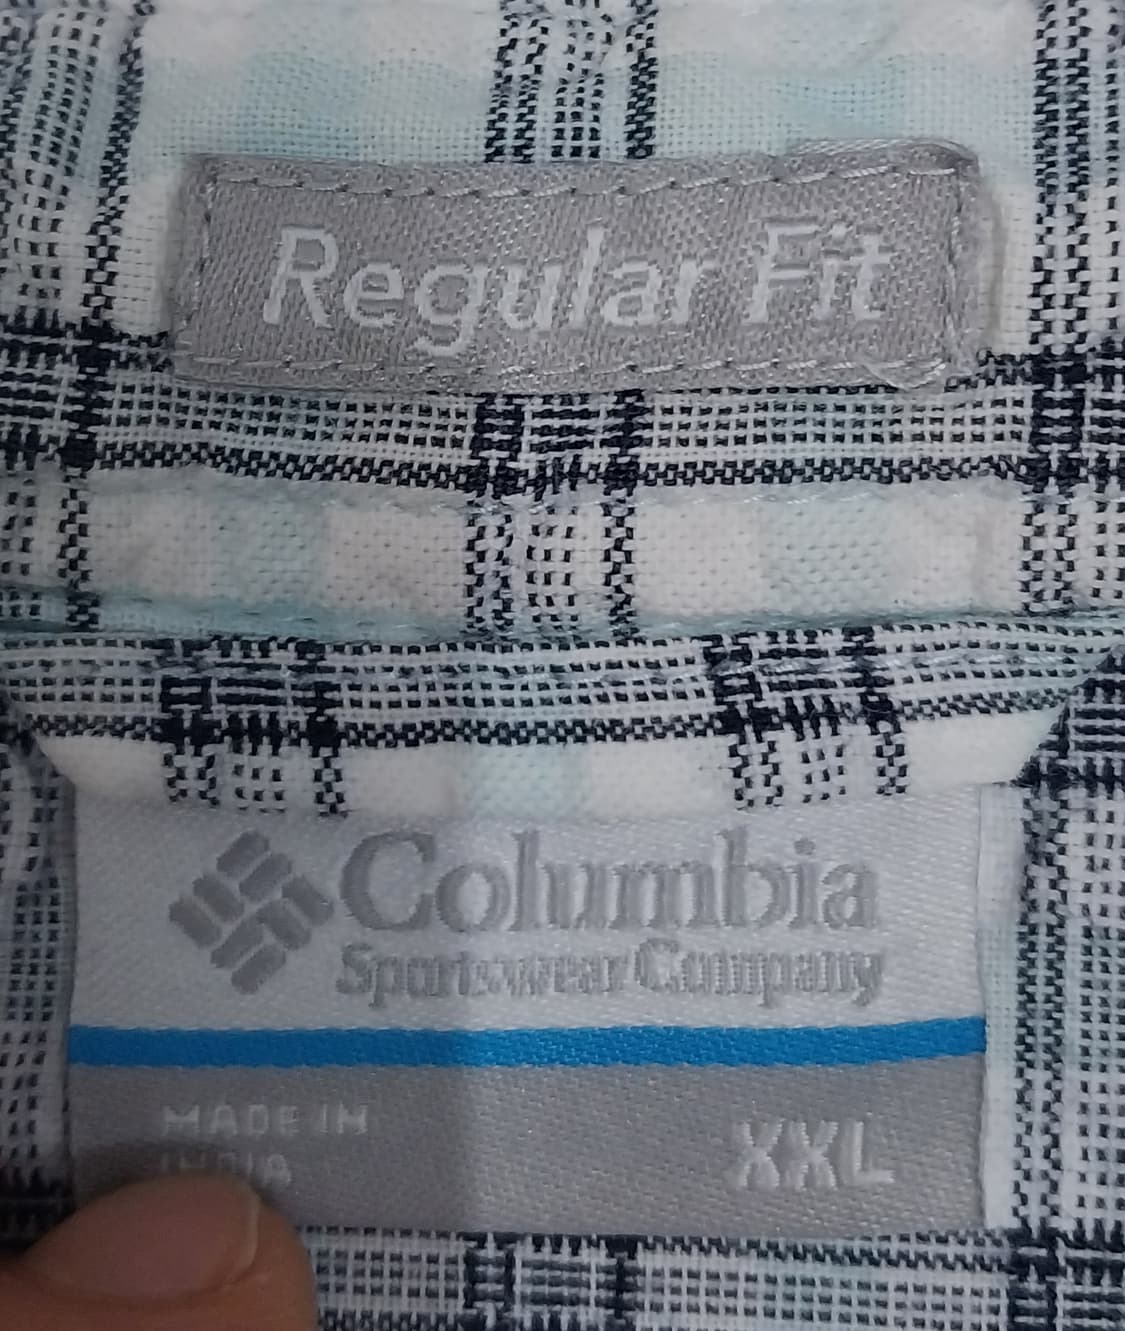 Regular Fit
Columbia
Sportswear Company
MADE IN
INDIA
XXL